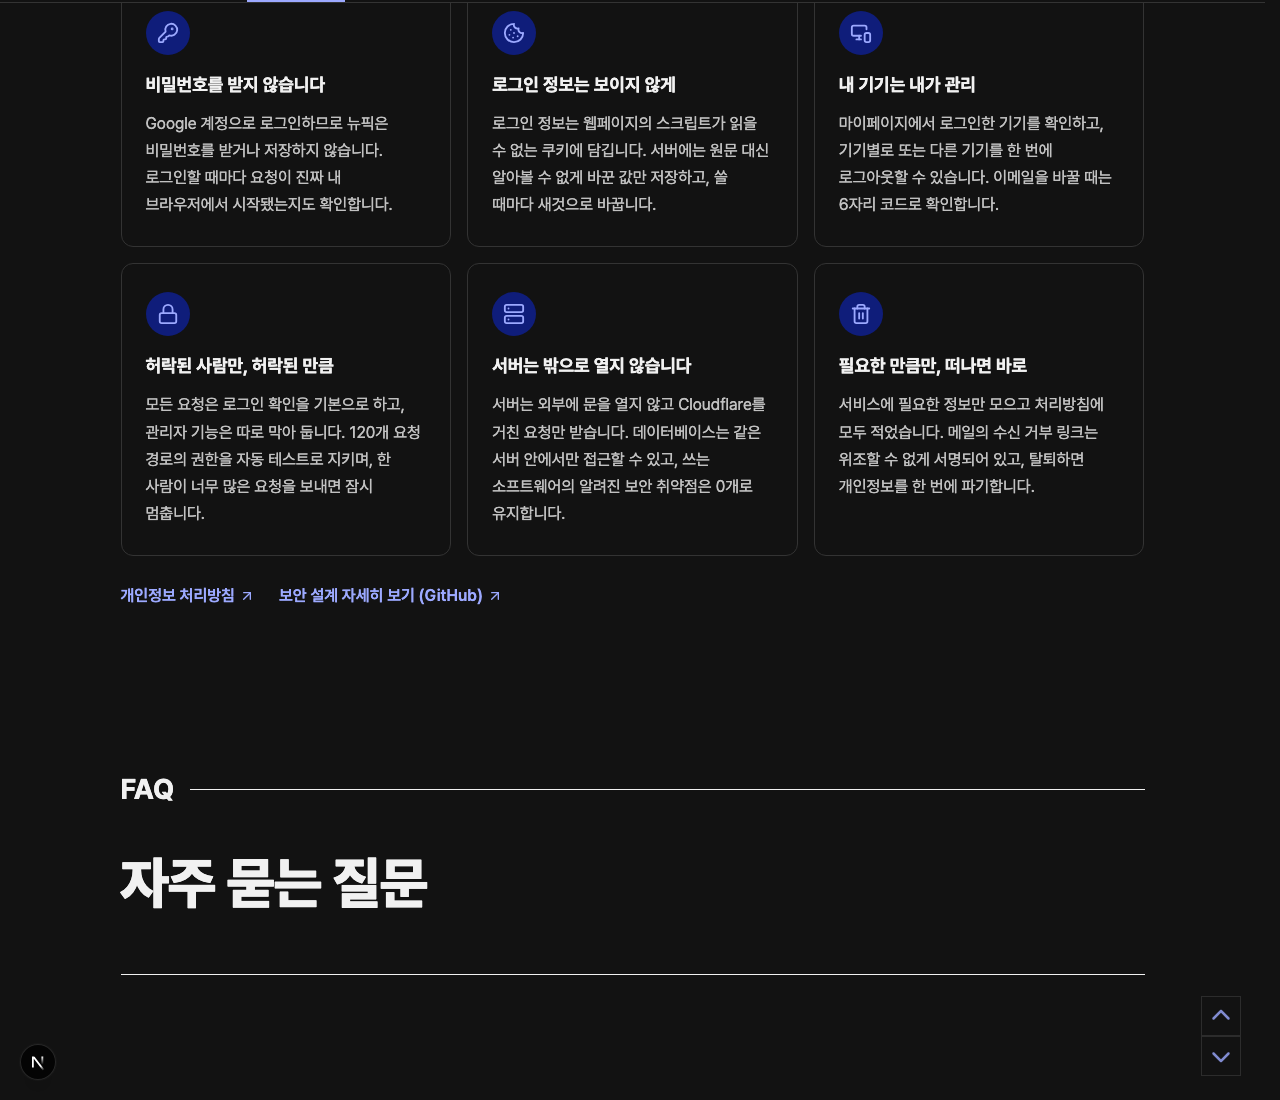 비밀번호를 받지 않습니다
Google 계정으로 로그인하므로 뉴픽은
비밀번호를 받거나 저장하지 않습니다.
로그인할 때마다 요청이 진짜 내
브라우저에서 시작됐는지도 확인합니다.
로그인 정보는 보이지 않게
로그인 정보는 웹페이지의 스크립트가 읽을
수 없는 쿠키에 담깁니다. 서버에는 원문 대신
알아볼 수 없게 바꾼 값만 저장하고, 쓸
때마다 새것으로 바꿉니다.
내 기기는 내가 관리
마이페이지에서 로그인한 기기를 확인하고,
기기별로 또는 다른 기기를 한 번에
로그아웃할 수 있습니다. 이메일을 바꿀 때는
6자리 코드로 확인합니다.
허락된 사람만, 허락된 만큼
모든 요청은 로그인 확인을 기본으로 하고,
관리자 기능은 따로 막아 둡니다. 120개 요청
경로의 권한을 자동 테스트로 지키며, 한
사람이 너무 많은 요청을 보내면 잠시
멈춥니다.
서버는 밖으로 열지 않습니다
서버는 외부에 문을 열지 않고 Cloudflare를
거친 요청만 받습니다. 데이터베이스는 같은
서버 안에서만 접근할 수 있고, 쓰는
소프트웨어의 알려진 보안 취약점은 0개로
유지합니다.
필요한 만큼만, 떠나면 바로
서비스에 필요한 정보만 모으고 처리방침에
모두 적었습니다. 메일의 수신 거부 링크는
위조할 수 없게 서명되어 있고, 탈퇴하면
개인정보를 한 번에 파기합니다.
개인정보 처리방침
보안 설계 자세히 보기 (GitHub)
FAQ
자주 묻는 질문
N